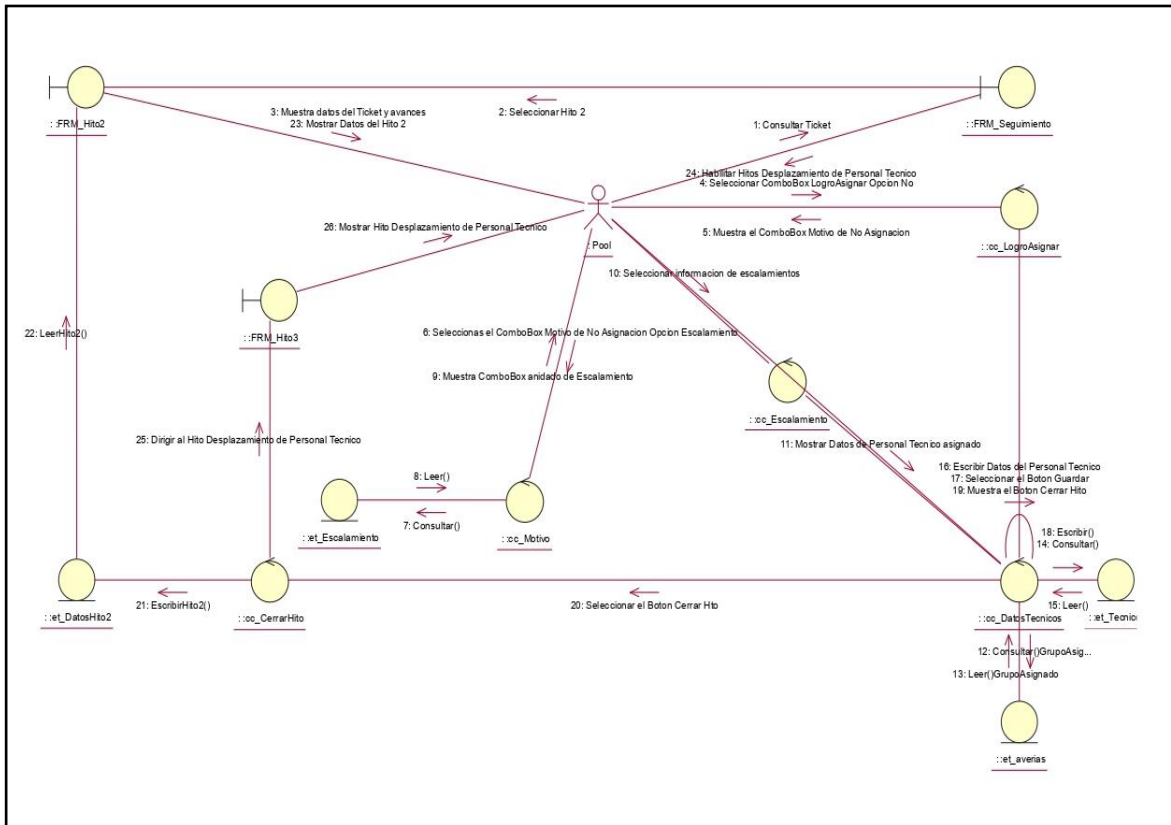 3: Muestra datos del Ticket y avances
2: Seleccionar Hito 2
23: Mostrar Datos del Hito 2
: :FRM_Hito2
1: Consultar Ticket
: :FRM_Seguimiento
24: Habilitar Hitos Desplazamiento de Personal Tecnico
4: Seleccionar ComboBox LogroAsignar Opcion No
26: Mostrar Hito Desplazamiento de Personal Tecnico
5: Muestra el ComboBox Motivo de No Asignacion
: Pool
: :cc_LogroAsignar
10: Seleccionar informacion de escalamientos
22: LeerHito2()
: :FRM_Hito3
6: Seleccionas el ComboBox Motivo de No Asignacion Opcion Escalamiento
9: Muestra ComboBox anidado de Escalamiento
: :cc_Escalamiento
25: Dirigir al Hito Desplazamiento de Personal Tecnico
11: Mostrar Datos de Personal Tecnico asignado
16: Escribir Datos del Personal Tecnico
17: Seleccionar el Boton Guardar
19: Muestra el Boton Cerrar Hito
8: Leer()
7: Consultar()
: :et_Escalamiento
: :cc_Motivo
18: Escribir()
14: Consultar()
21: EscribirHito2()
20: Seleccionar el Boton Cerrar Hto
15: Leer()
: :et_DatosHito2
: :cc_CerrarHito
: :cc_DatosTecnicos
: :et_Tecnico
12: Consultar()GrupoAsig...
13: Leer()GrupoAsignado
: :et_averias